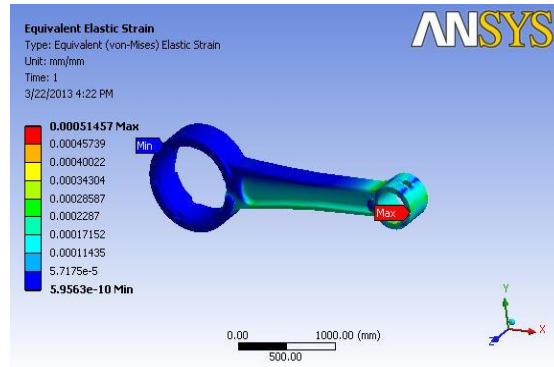 Equivalent Elastic Strain
Type: Equivalent (von-Mises) Elastic Strain
Unit: mm/mm
Time: 1
3/22/2013 4:22 PM
ANSYS
0.00051457 Max
0.00045739
0.00040022
0.00034304
0.00028587
0.0002287
0.00017152
0.00011435
5.7175e-5
5.9563e-10 Min
Min
Max
Y
X
Z
0.00 1000.00 (mm)
500.00